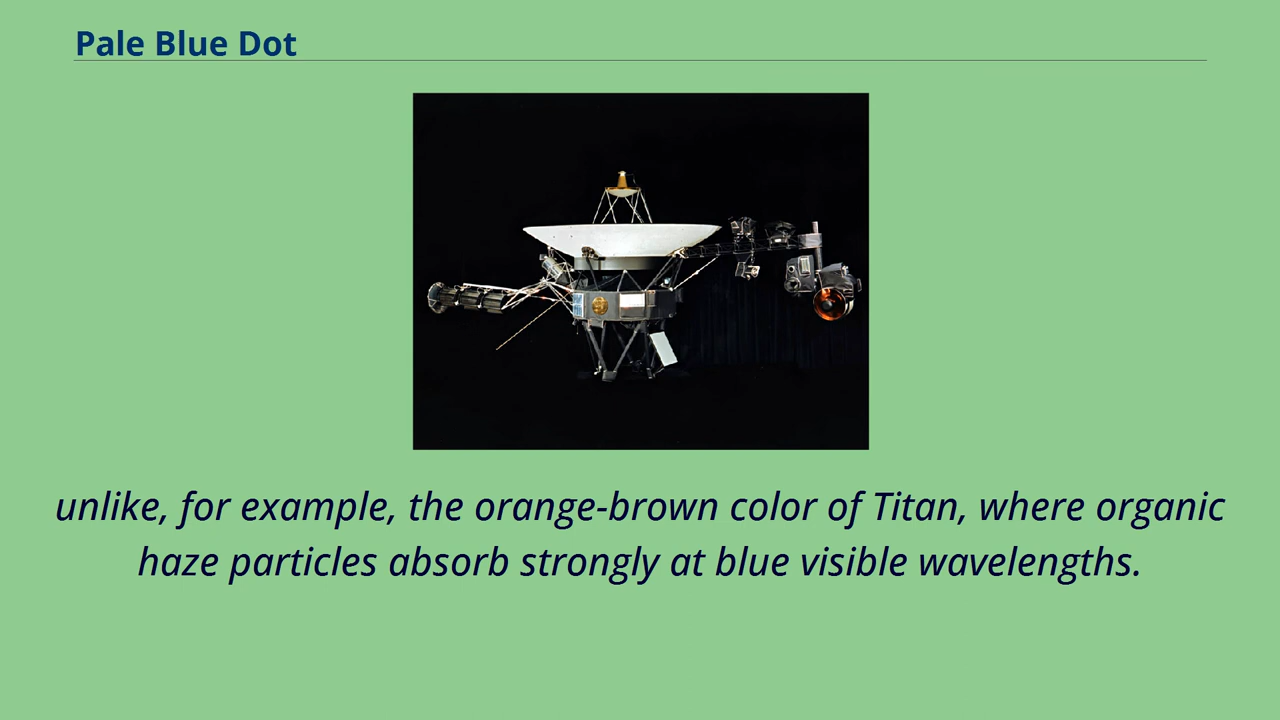 Pale Blue Dot
unlike, for example, the orange-brown color of Titan, where organic
haze particles absorb strongly at blue visible wavelengths.